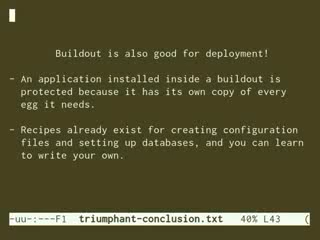 Buildout is also good for deployment!
- An application installed inside a buildout is
protected because it has its own copy of every
egg it needs.
- Recipes already exist for creating configuration
files and setting up databases, and you can learn
to write your own.
-uu-:---F1 triumphant-conclusion.txt 40% L43 (